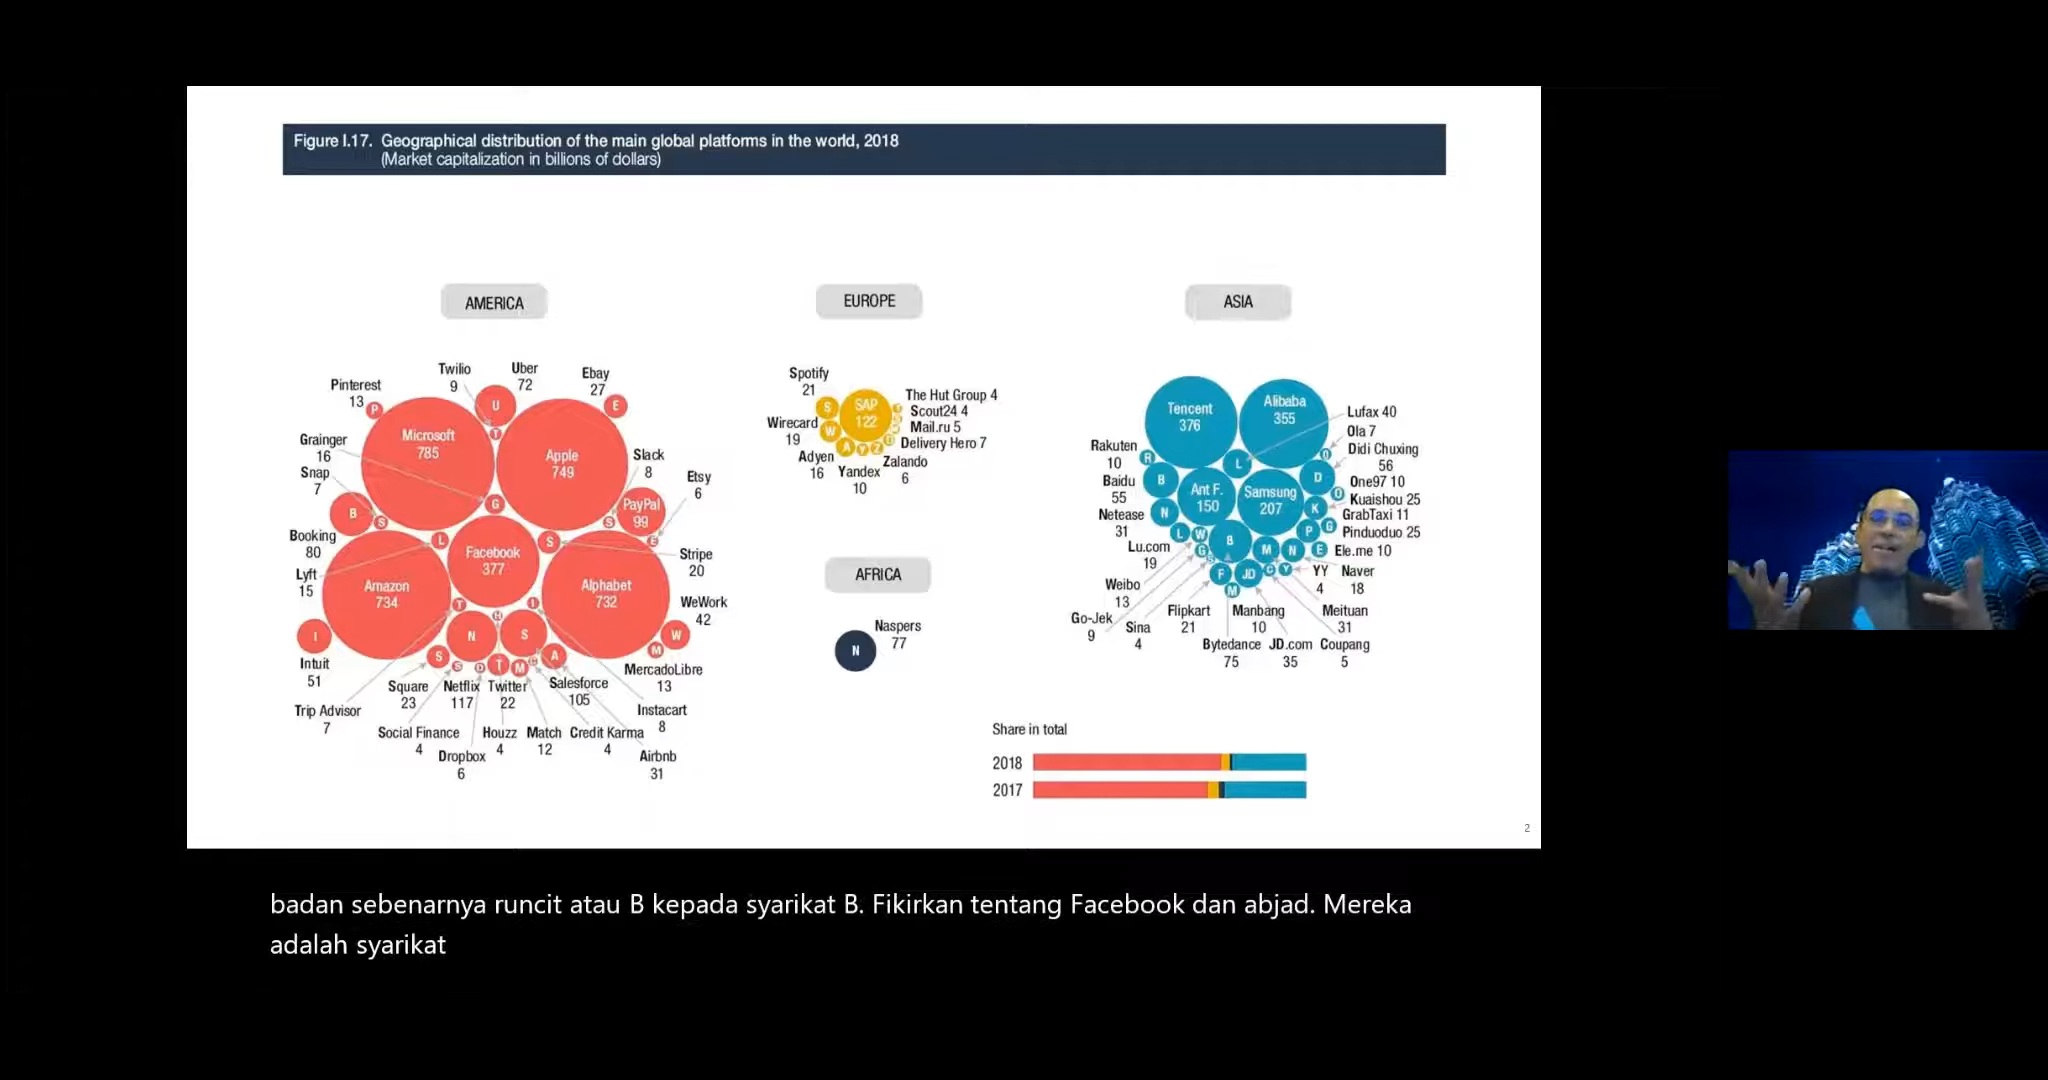 Figure I.17. Geographical distribution of the main global platforms in the world, 2018
(Market capitalization in billions of dollars)
AMERICA
Twilio
9
Uber
72
Ebay
27
Pinterest
13
P
U
E
T
Microsoft
785
Apple
749
Grainger
16
Snap
7
Slack
8
Etsy
6
G
B
S
PayPal
99
S
E
Booking
80
L
Facebook
377
S
Stripe
20
Lyft
15
Amazon
734
Alphabet
732
WeWork
42
T
H
I
I
N
S
W
M
S
S
D
T
M
C
A
Intuit
51
MercadoLibre
13
Square
23
Netflix
117
Twitter
22
Salesforce
105
Trip Advisor
7
Instacart
8
Social Finance
4
Houzz
4
Match
12
Credit Karma
4
Dropbox
6
Airbnb
31
EUROPE
Spotify
21
SAP
122
The Hut Group 4
Scout24 4
Mail.ru 5
Delivery Hero 7
S
W
A
Y
Z
D
Wirecard
19
Adyen
16
Yandex
10
Zalando
6
AFRICA
Naspers
77
N
ASIA
Tencent
376
Alibaba
355
Lufax 40
Ola 7
Didi Chuxing
56
One97 10
Kuaishou 25
GrabTaxi 11
Pinduoduo 25
Ele.me 10
Rakuten
10
R
L
O
Baidu
55
B
Ant F.
150
Samsung
207
D
O
K
Netease
31
N
L
W
G
S
B
P
G
M
N
E
Lu.com
19
F
JD
C
Y
M
YY
4
Naver
18
Weibo
13
Go-Jek
9
Sina
4
Flipkart
21
Manbang
10
Meituan
31
Bytedance
75
JD.com
35
Coupang
5
Share in total
2018
2017
2
badan sebenarnya runcit atau B kepada syarikat B. Fikirkan tentang Facebook dan abjad. Mereka
adalah syarikat